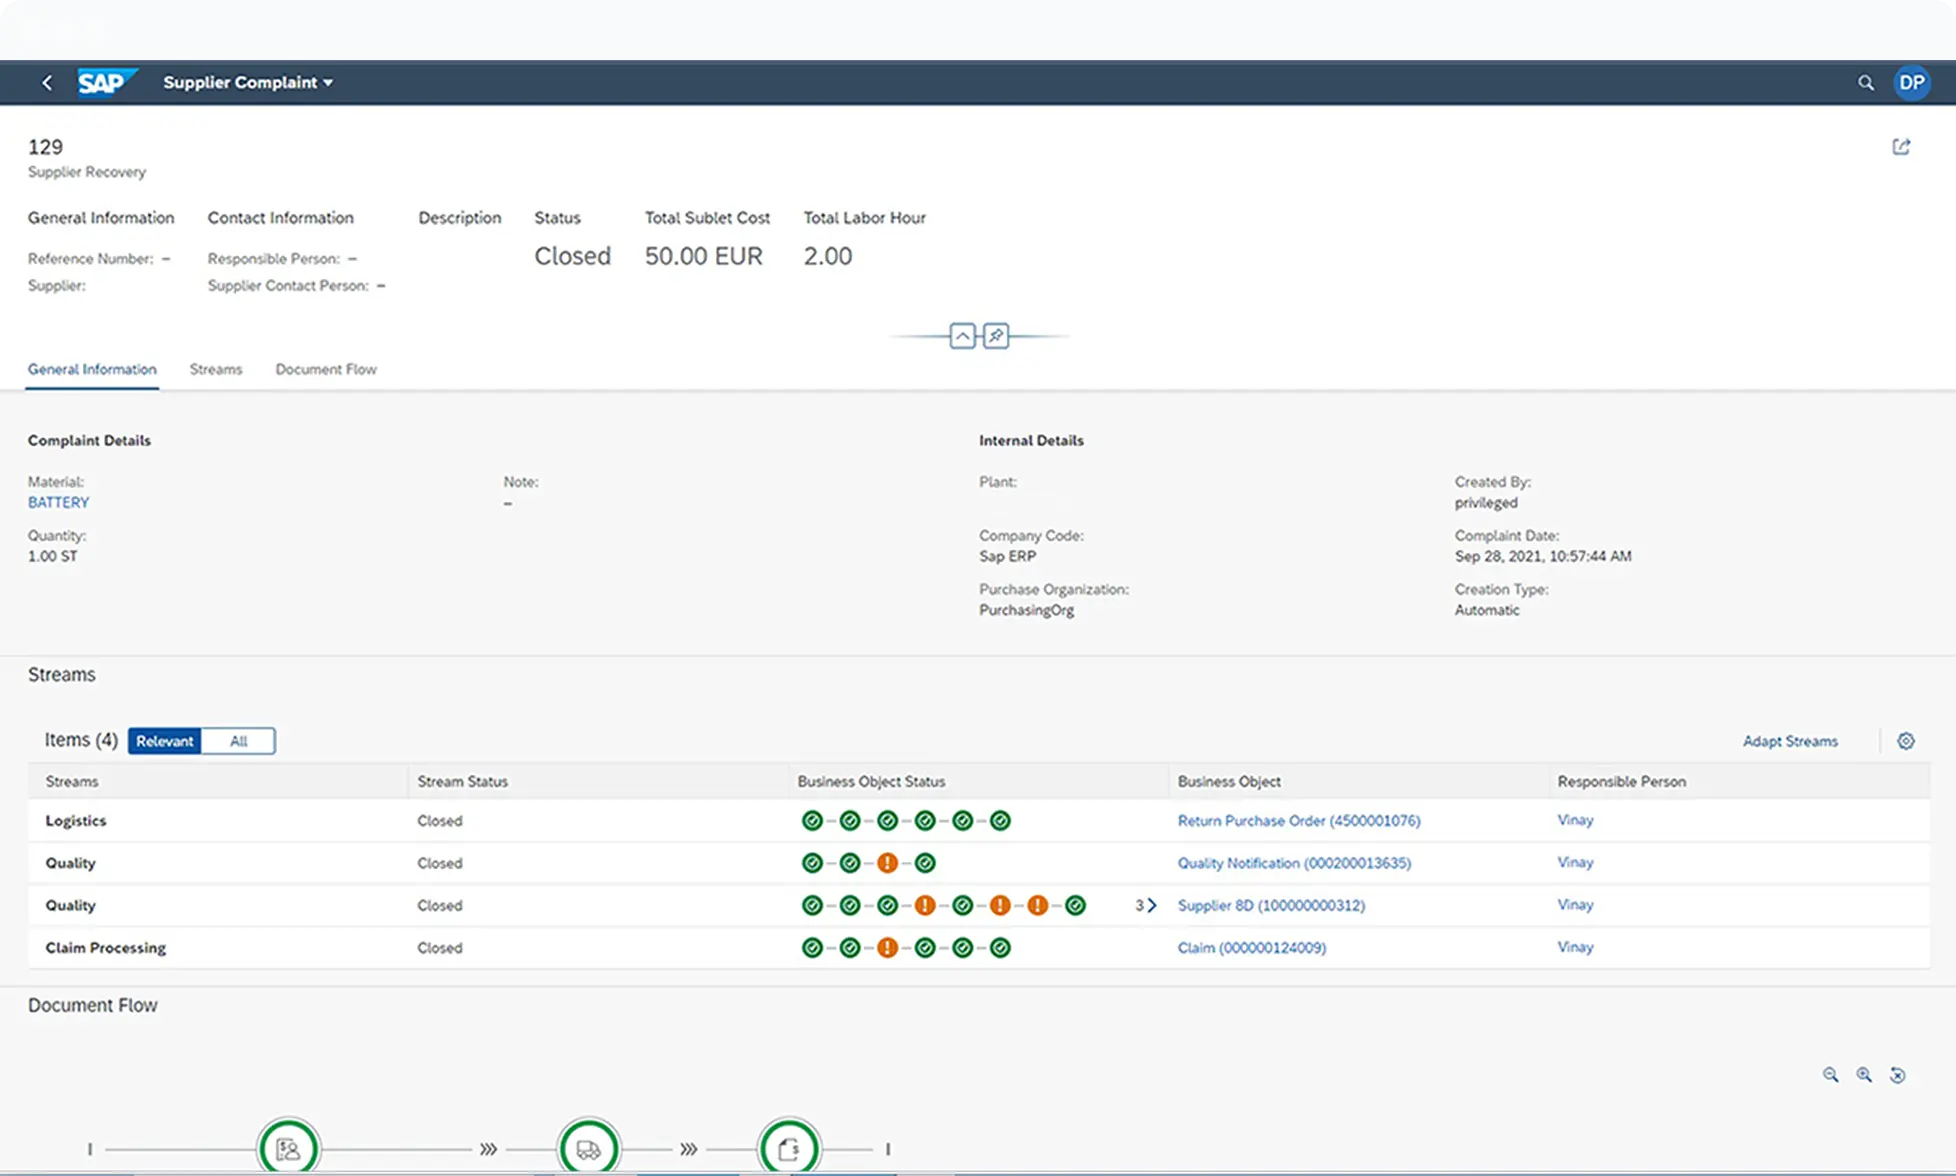 SAP Supplier Complaint DP
129
Supplier Recovery
General Information Contact Information Description Status Total Sublet Cost Total Labor Hour
Closed 50.00 EUR 2.00
Reference Number: – Responsible Person: –
Supplier: Supplier Contact Person: –
General Information Streams Document Flow
Complaint Details Internal Details
Material: Note: Plant: Created By:
BATTERY – privileged
Quantity: Company Code: Complaint Date:
1.00 ST Sap ERP Sep 28, 2021, 10:57:44 AM
Purchase Organization: Creation Type:
PurchasingOrg Automatic
Streams
Items (4) Relevant All Adapt Streams
Streams Stream Status Business Object Status Business Object Responsible Person
Logistics Closed Return Purchase Order (4500001076) Vinay
Quality Closed Quality Notification (000200013635) Vinay
Quality Closed 3 Supplier 8D (100000000312) Vinay
Claim Processing Closed Claim (000000124009) Vinay
Document Flow